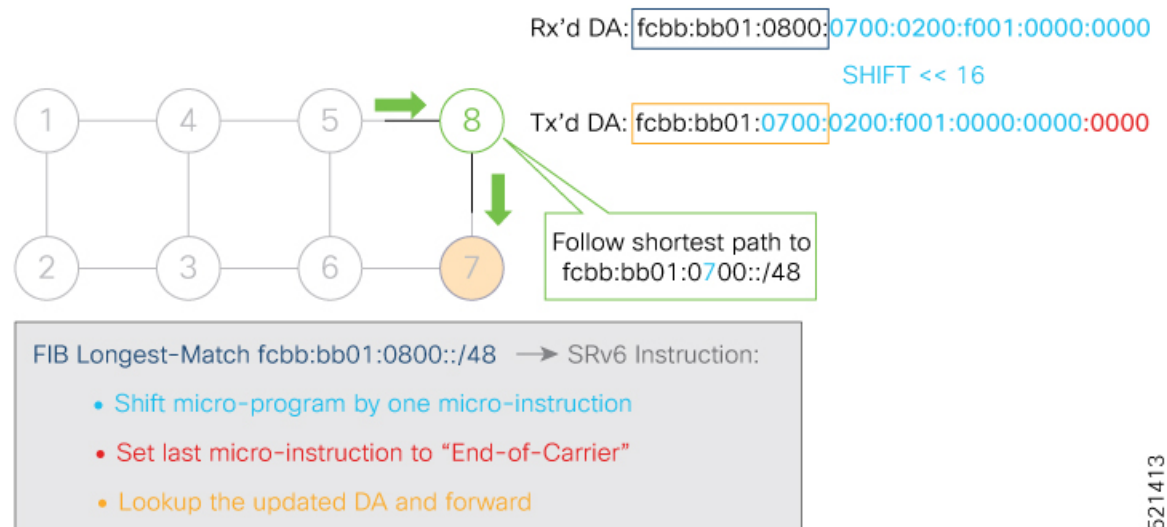 Rx'd DA: fcbb:bb01:0800:0700:0200:f001:0000:0000
SHIFT << 16
Tx'd DA: fcbb:bb01:0700:0200:f001:0000:0000:0000
1
4
5
8
2
3
6
7
Follow shortest path to
fcbb:bb01:0700::/48
FIB Longest-Match fcbb:bb01:0800::/48 → SRv6 Instruction:
• Shift micro-program by one micro-instruction
• Set last micro-instruction to “End-of-Carrier”
• Lookup the updated DA and forward
521413